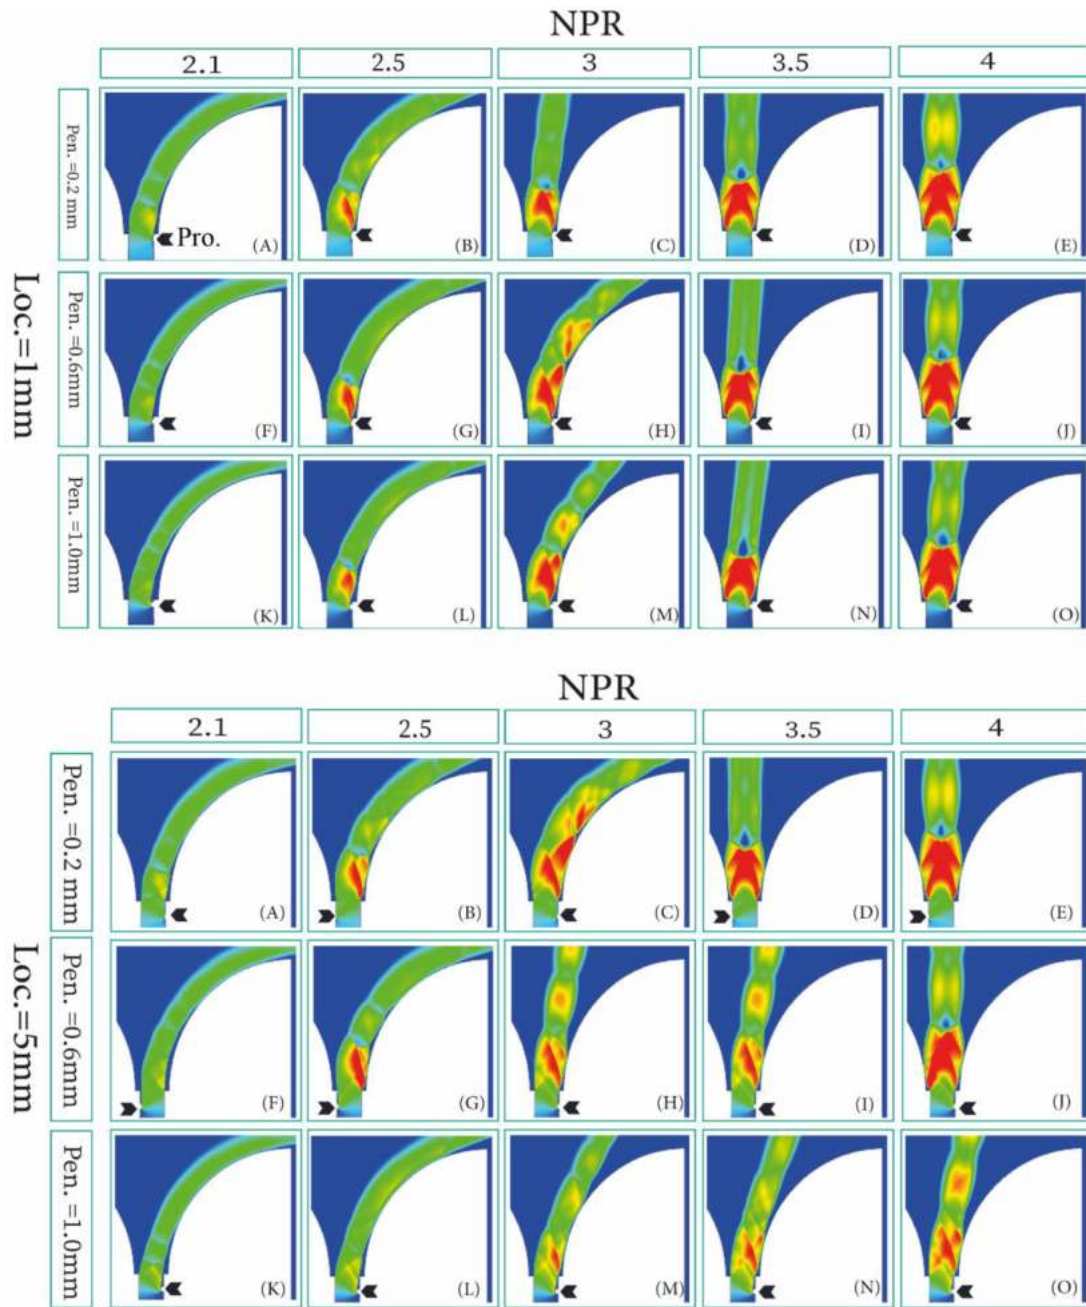 NPR
2.1 2.5 3 3.5 4
Loc.=1mm
Pen. =0.2 mm
Pro. (A) (B) (C) (D) (E)
Pen. =0.6mm
(F) (G) (H) (I) (J)
Pen. =1.0mm
(K) (L) (M) (N) (O)
NPR
2.1 2.5 3 3.5 4
Loc.=5mm
Pen. =0.2 mm
(A) (B) (C) (D) (E)
Pen. =0.6mm
(F) (G) (H) (I) (J)
Pen. =1.0mm
(K) (L) (M) (N) (O)